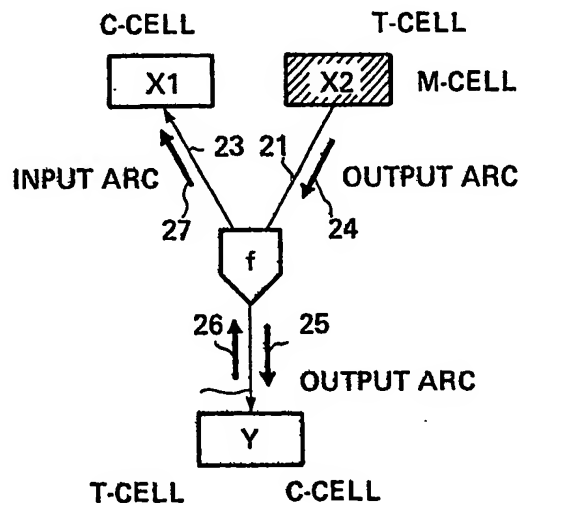 C-CELL T-CELL
X1 X2 M-CELL
23 21
INPUT ARC OUTPUT ARC
27 24
f
26 25
OUTPUT ARC
Y
T-CELL C-CELL